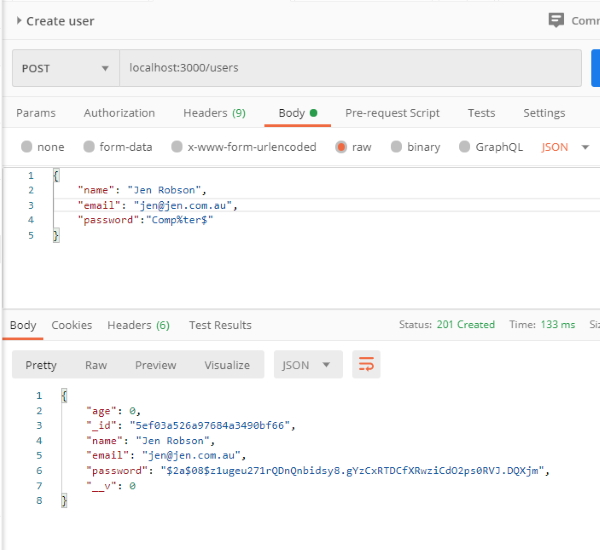 Create user
Comm
POST localhost:3000/users
Params Authorization Headers (9) Body Pre-request Script Tests Settings
none form-data x-www-form-urlencoded raw binary GraphQL JSON
1 {
2 "name": "Jen Robson",
3 "email": "jen@jen.com.au",
4 "password":"Comp%ter$"
5 }
Body Cookies Headers (6) Test Results Status: 201 Created Time: 133 ms Siz
Pretty Raw Preview Visualize JSON
1 {
2 "age": 0,
3 "_id": "5ef03a526a97684a3490bf66",
4 "name": "Jen Robson",
5 "email": "jen@jen.com.au",
6 "password": "$2a$08$z1ugeu271rQDnQnbidsy8.gYzCxRTDCfXRwziCdO2ps0RVJ.DQXjm",
7 "__v": 0
8 }